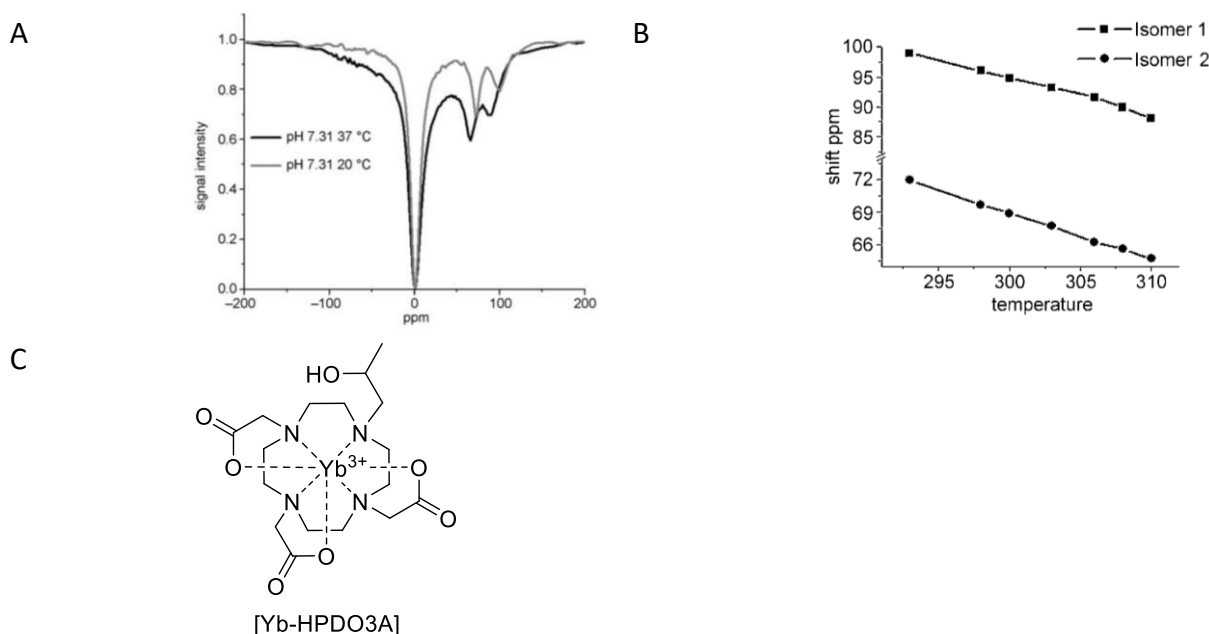 A
1.0
0.8
0.6
0.4
0.2
0.0
signal intensity
pH 7.31 37 °C
pH 7.31 20 °C
–200
–100
0
100
200
ppm
B
Isomer 1
Isomer 2
100
95
90
85
72
69
66
shift ppm
295
300
305
310
temperature
C
HO
O
N
N
O
Yb3+
O
N
N
O
O
O
[Yb-HPDO3A]